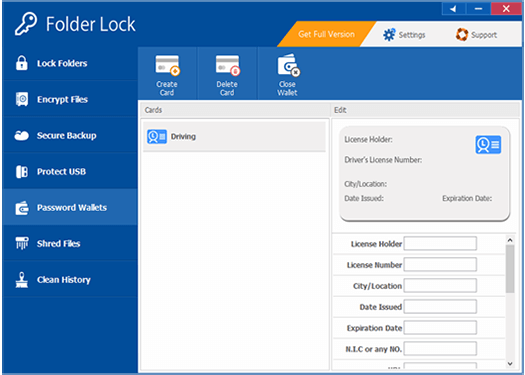 Folder Lock
Get Full Version
Settings
Support
Lock Folders
Encrypt Files
Secure Backup
Protect USB
Password Wallets
Shred Files
Clean History
Create
Card
Delete
Card
Close
Wallet
Cards
Driving
Edit
License Holder:
Driver's License Number:
City/Location:
Date Issued: Expiration Date:
License Holder
License Number
City/Location
Date Issued
Expiration Date
N.I.C or any NO.